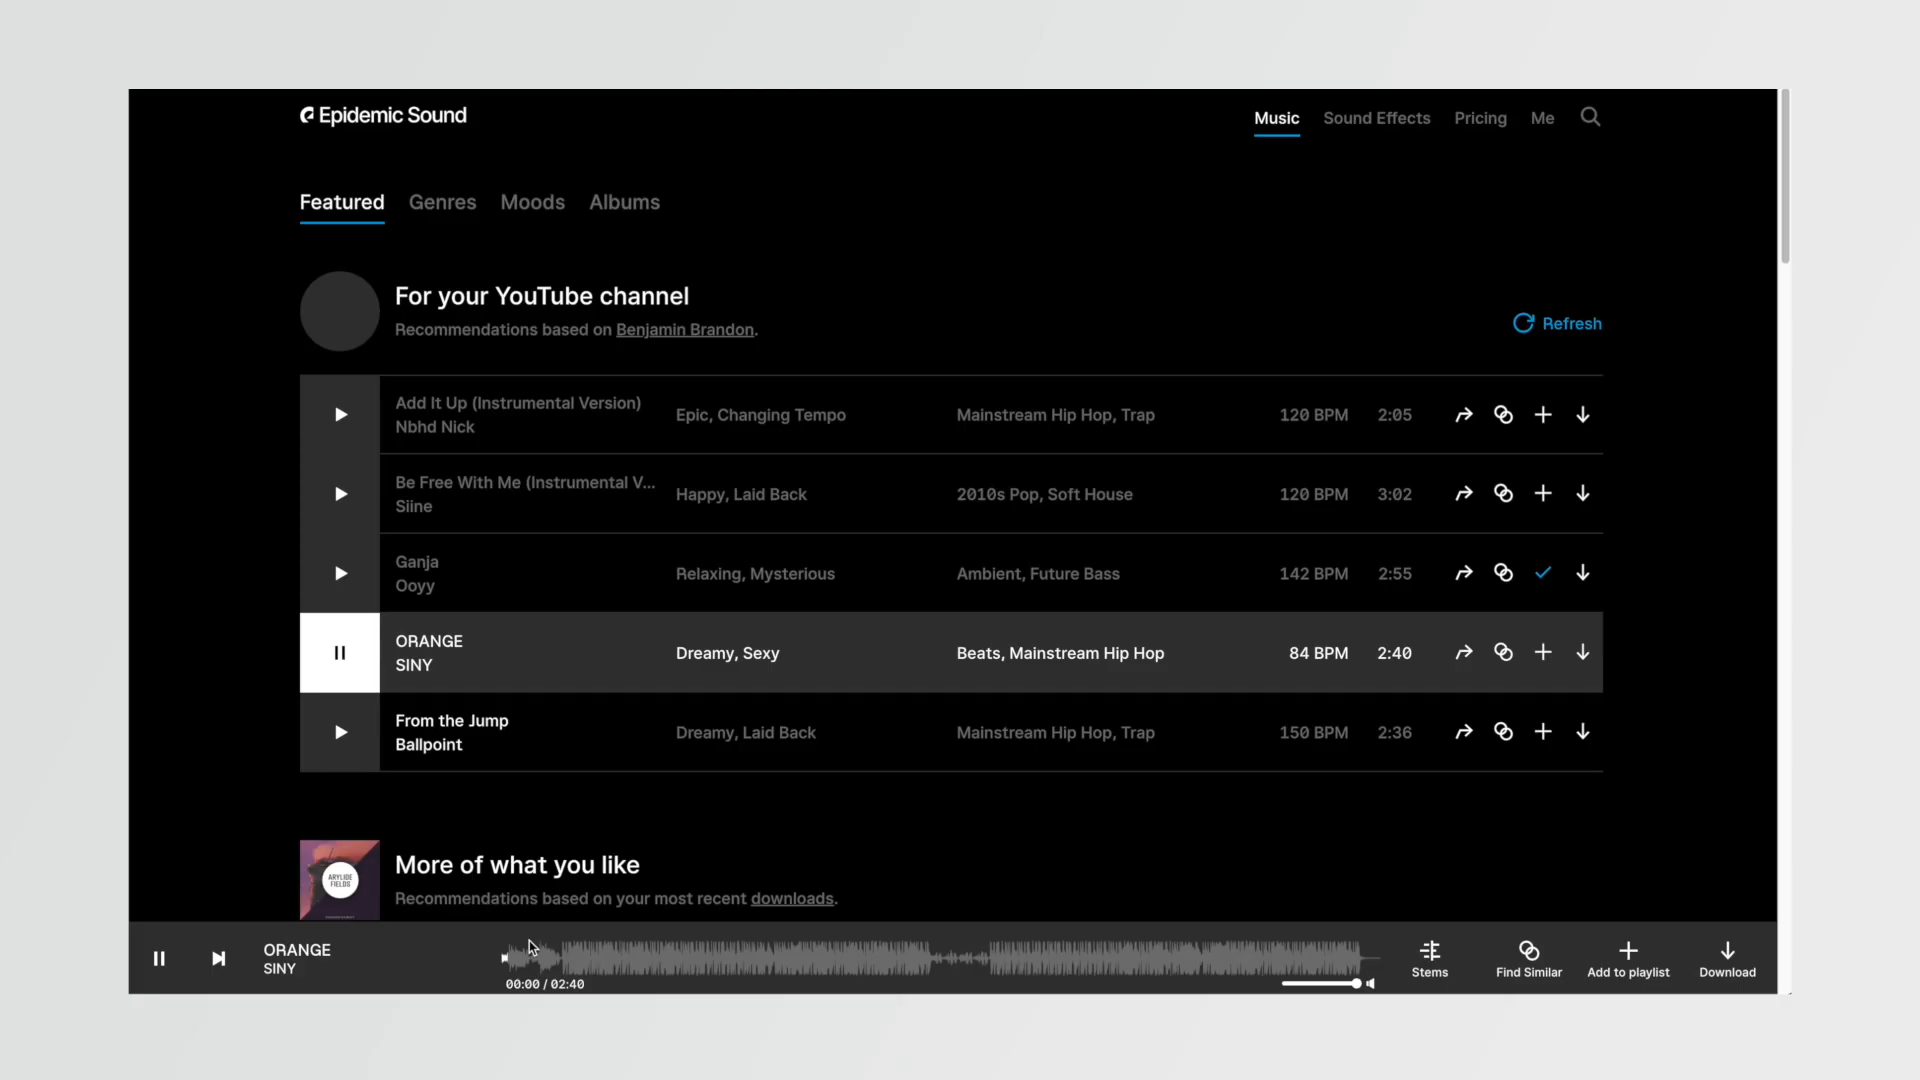 Epidemic Sound
Music Sound Effects Pricing Me
Featured Genres Moods Albums
For your YouTube channel
Recommendations based on Benjamin Brandon.
Refresh
Add It Up (Instrumental Version)
Nbhd Nick
Epic, Changing Tempo
Mainstream Hip Hop, Trap
120 BPM 2:05
Be Free With Me (Instrumental V...
Siine
Happy, Laid Back
2010s Pop, Soft House
120 BPM 3:02
Ganja
Ooyy
Relaxing, Mysterious
Ambient, Future Bass
142 BPM 2:55
ORANGE
SINY
Dreamy, Sexy
Beats, Mainstream Hip Hop
84 BPM 2:40
From the Jump
Ballpoint
Dreamy, Laid Back
Mainstream Hip Hop, Trap
150 BPM 2:36
ARYLIDE
FIELDS
More of what you like
Recommendations based on your most recent downloads.
ORANGE
SINY
00:00 / 02:40
Stems
Find Similar
Add to playlist
Download